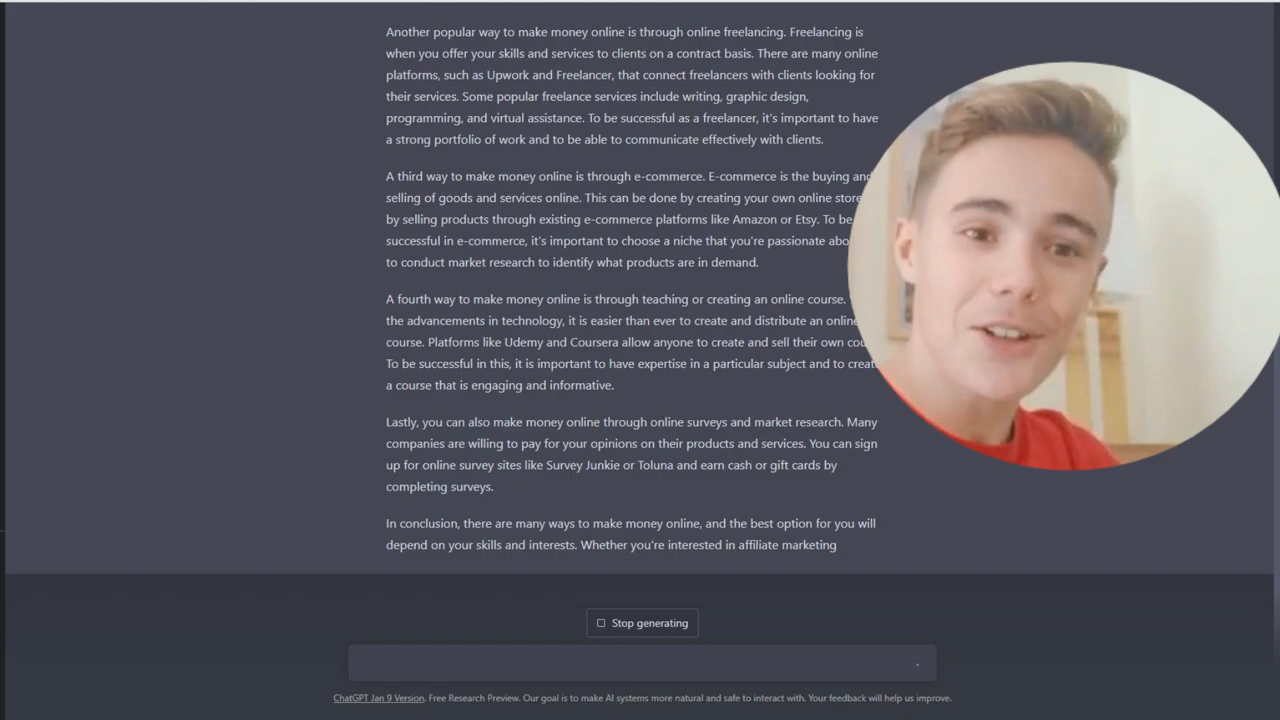 Another popular way to make money online is through online freelancing. Freelancing is
when you offer your skills and services to clients on a contract basis. There are many online
platforms, such as Upwork and Freelancer, that connect freelancers with clients looking for
their services. Some popular freelance services include writing, graphic design,
programming, and virtual assistance. To be successful as a freelancer, it's important to have
a strong portfolio of work and to be able to communicate effectively with clients.
A third way to make money online is through e-commerce. E-commerce is the buying and
selling of goods and services online. This can be done by creating your own online store
by selling products through existing e-commerce platforms like Amazon or Etsy. To be
successful in e-commerce, it's important to choose a niche that you're passionate
to conduct market research to identify what products are in demand.
A fourth way to make money online is through teaching or creating an online course.
the advancements in technology, it is easier than ever to create and distribute an online
course. Platforms like Udemy and Coursera allow anyone to create and sell their own
To be successful in this, it is important to have expertise in a particular subject and to create
a course that is engaging and informative.
Lastly, you can also make money online through online surveys and market research. Many
companies are willing to pay for your opinions on their products and services. You can sign
up for online survey sites like Survey Junkie or Toluna and earn cash or gift cards by
completing surveys.
In conclusion, there are many ways to make money online, and the best option for you will
depend on your skills and interests. Whether you're interested in affiliate marketing
Stop generating
ChatGPT Jan 9 Version. Free Research Preview. Our goal is to make AI systems more natural and safe to interact with. Your feedback will help us improve.